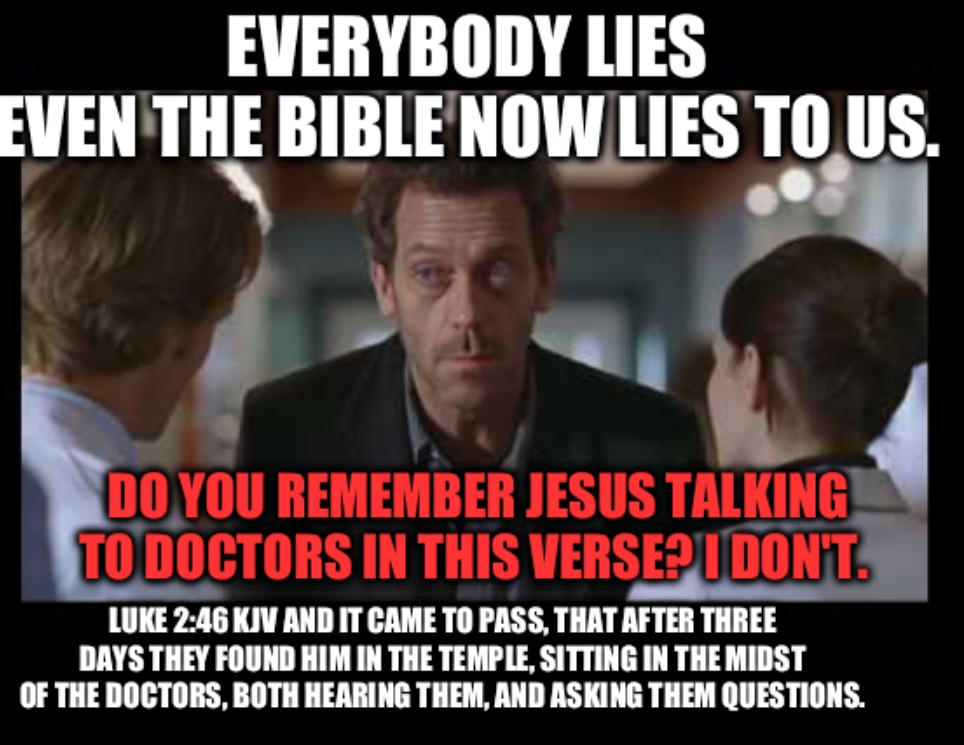 EVERYBODY LIES
EVEN THE BIBLE NOW LIES TO US.
DO YOU REMEMBER JESUS TALKING
TO DOCTORS IN THIS VERSE? I DON'T.
LUKE 2:46 KJV AND IT CAME TO PASS, THAT AFTER THREE
DAYS THEY FOUND HIM IN THE TEMPLE, SITTING IN THE MIDST
OF THE DOCTORS, BOTH HEARING THEM, AND ASKING THEM QUESTIONS.